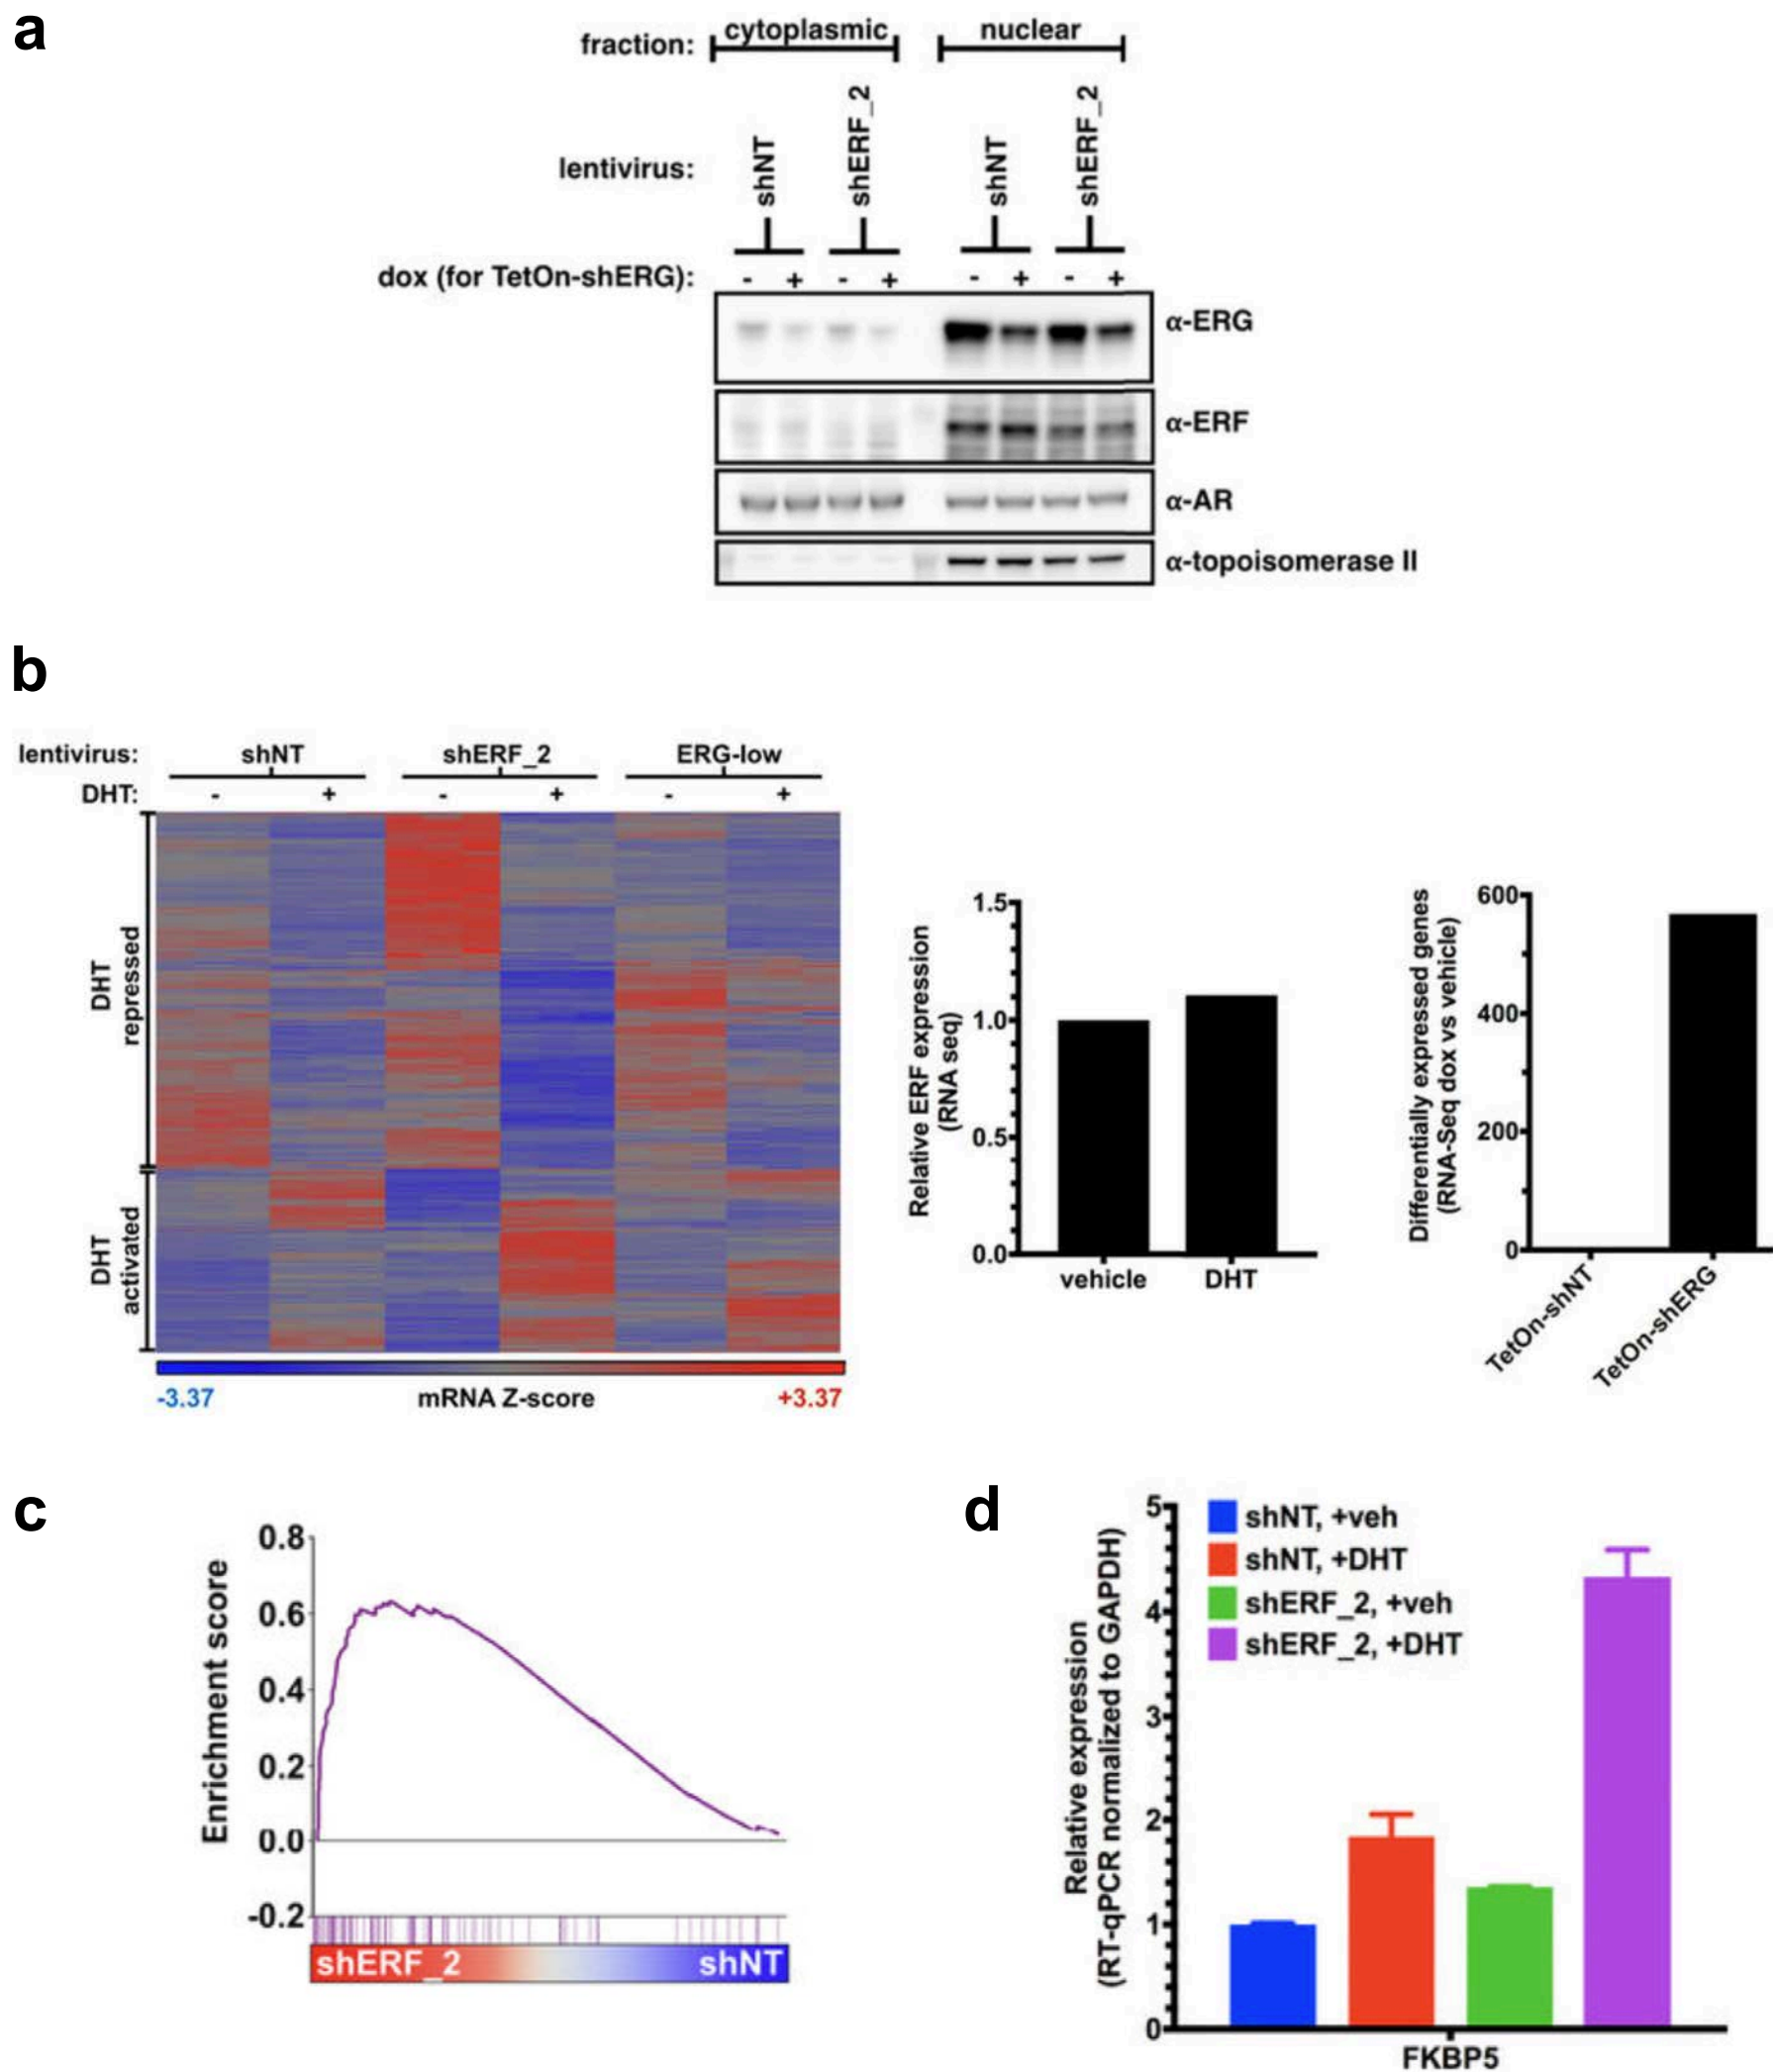 a
fraction: cytoplasmic nuclear
lentivirus: shNT shERF_2 shNT shERF_2
dox (for TetOn-shERG): - + - + - + - +
α-ERG
α-ERF
α-AR
α-topoisomerase II
b
lentivirus: shNT shERF_2 ERG-low
DHT: - + - + - +
DHT
repressed
DHT
activated
-3.37 mRNA Z-score +3.37
Relative ERF expression
(RNA seq)
1.5
1.0
0.5
0.0
vehicle DHT
Differentially expressed genes
(RNA-Seq dox vs vehicle)
600
400
200
0
TetOn-shNT
TetOn-shERG
c
Enrichment score
0.8
0.6
0.4
0.2
0.0
-0.2
shERF_2 shNT
d
Relative expression
(RT-qPCR normalized to GAPDH)
5
4
3
2
1
0
shNT, +veh
shNT, +DHT
shERF_2, +veh
shERF_2, +DHT
FKBP5